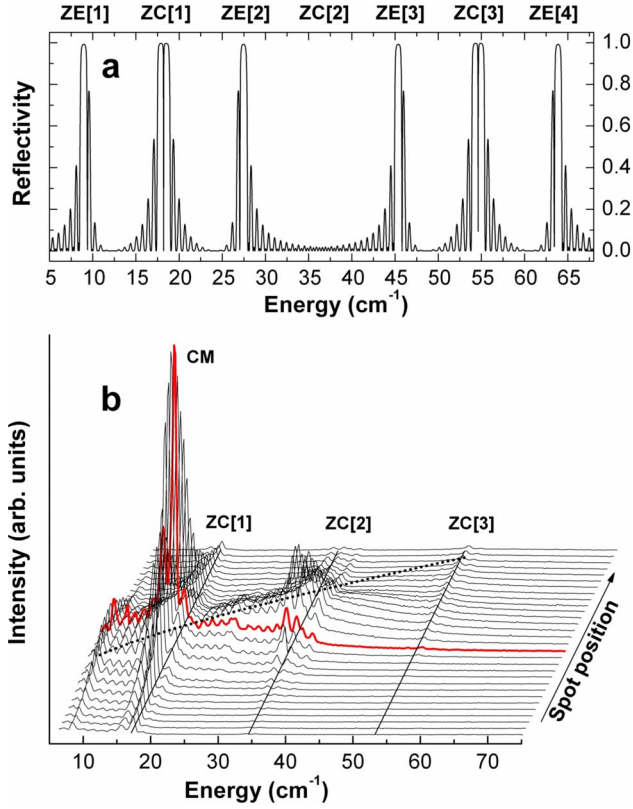 ZE[1] ZC[1] ZE[2] ZC[2] ZE[3] ZC[3] ZE[4]
a
Reflectivity
1.0
0.8
0.6
0.4
0.2
0.0
5 10 15 20 25 30 35 40 45 50 55 60 65
Energy (cm⁻¹)
b
CM
Intensity (arb. units)
ZC[1]
ZC[2]
ZC[3]
Spot position
10 20 30 40 50 60 70
Energy (cm⁻¹)